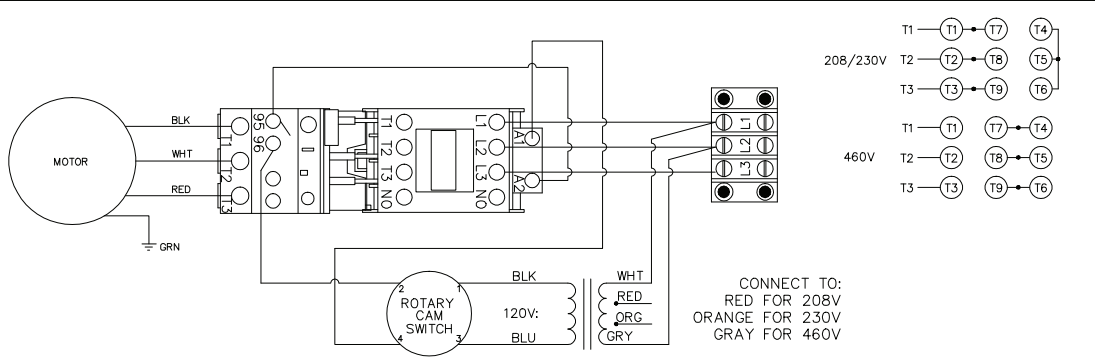 MOTOR
BLK
WHT
RED
GRN
T1
T2
T3
95
96
T1
T2
T3
NO
L1
L2
L3
NO
A1
A2
L1
L2
L3
2
1
4
3
ROTARY
CAM
SWITCH
BLK
120V:
BLU
WHT
RED
ORG
GRY
CONNECT TO:
RED FOR 208V
ORANGE FOR 230V
GRAY FOR 460V
208/230V
T1 T1 T7 T4
T2 T2 T8 T5
T3 T3 T9 T6
460V
T1 T1 T7 T4
T2 T2 T8 T5
T3 T3 T9 T6